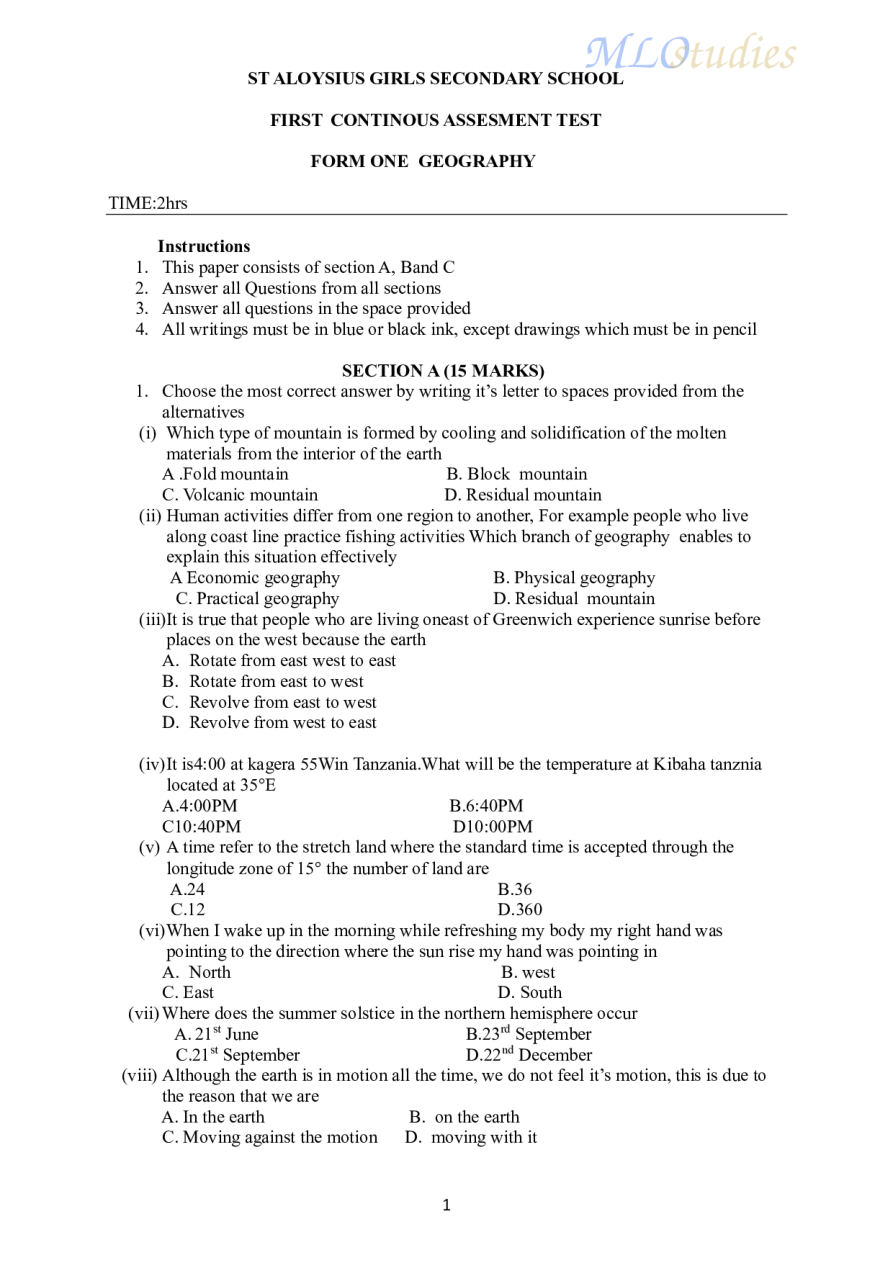 MLOstudies
ST ALOYSIUS GIRLS SECONDARY SCHOOL
FIRST CONTINOUS ASSESMENT TEST
FORM ONE GEOGRAPHY
TIME:2hrs
Instructions
1. This paper consists of section A, Band C
2. Answer all Questions from all sections
3. Answer all questions in the space provided
4. All writings must be in blue or black ink, except drawings which must be in pencil
SECTION A (15 MARKS)
1. Choose the most correct answer by writing it’s letter to spaces provided from the
alternatives
(i) Which type of mountain is formed by cooling and solidification of the molten
materials from the interior of the earth
A .Fold mountain B. Block mountain
C. Volcanic mountain D. Residual mountain
(ii) Human activities differ from one region to another, For example people who live
along coast line practice fishing activities Which branch of geography enables to
explain this situation effectively
A Economic geography B. Physical geography
C. Practical geography D. Residual mountain
(iii)It is true that people who are living oneast of Greenwich experience sunrise before
places on the west because the earth
A. Rotate from east west to east
B. Rotate from east to west
C. Revolve from east to west
D. Revolve from west to east
(iv)It is4:00 at kagera 55Win Tanzania.What will be the temperature at Kibaha tanznia
located at 35°E
A.4:00PM B.6:40PM
C10:40PM D10:00PM
(v) A time refer to the stretch land where the standard time is accepted through the
longitude zone of 15° the number of land are
A.24 B.36
C.12 D.360
(vi)When I wake up in the morning while refreshing my body my right hand was
pointing to the direction where the sun rise my hand was pointing in
A. North B. west
C. East D. South
(vii)Where does the summer solstice in the northern hemisphere occur
A. 21st June B.23rd September
C.21st September D.22nd December
(viii) Although the earth is in motion all the time, we do not feel it’s motion, this is due to
the reason that we are
A. In the earth B. on the earth
C. Moving against the motion D. moving with it
1